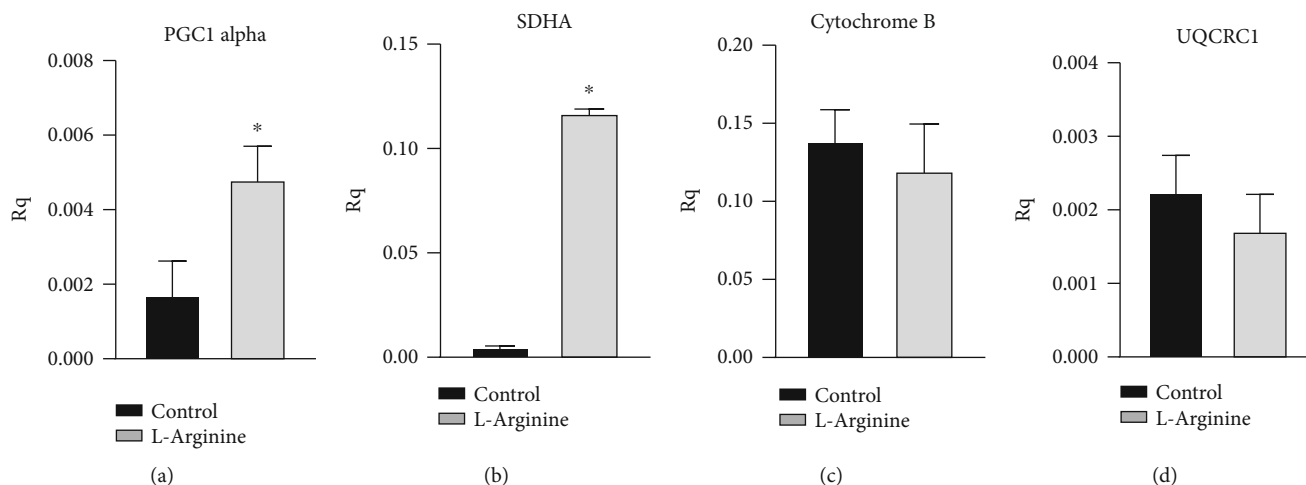 PGC1 alpha
0.008
0.006
0.004
0.002
0.000
Rq
*
Control
L-Arginine
(a)
SDHA
0.15
0.10
0.05
0.00
Rq
*
Control
L-Arginine
(b)
Cytochrome B
0.20
0.15
0.10
0.05
0.00
Rq
Control
L-Arginine
(c)
UQCRC1
0.004
0.003
0.002
0.001
0.000
Rq
Control
L-Arginine
(d)